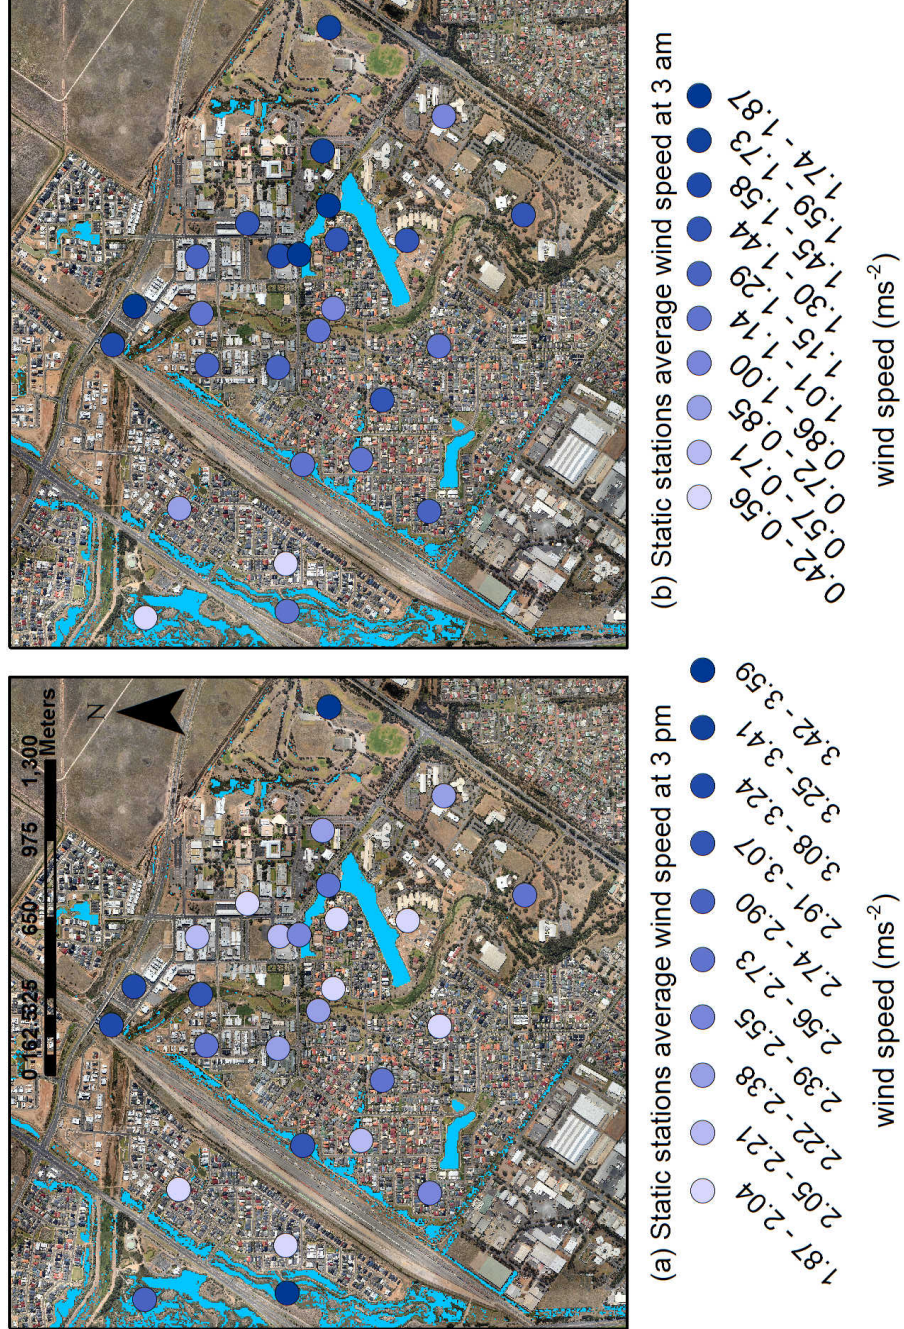 0 162.5 325 650 975 1,300
Meters
N
(a) Static stations average wind speed at 3 pm
1.87 - 2.04
2.05 - 2.21
2.22 - 2.38
2.39 - 2.55
2.56 - 2.73
2.74 - 2.90
2.91 - 3.07
3.08 - 3.24
3.25 - 3.41
3.42 - 3.59
wind speed (ms-2)
(b) Static stations average wind speed at 3 am
0.42 - 0.56
0.57 - 0.71
0.72 - 0.85
0.86 - 1.00
1.01 - 1.14
1.15 - 1.29
1.30 - 1.44
1.45 - 1.58
1.59 - 1.73
1.74 - 1.87
wind speed (ms-2)